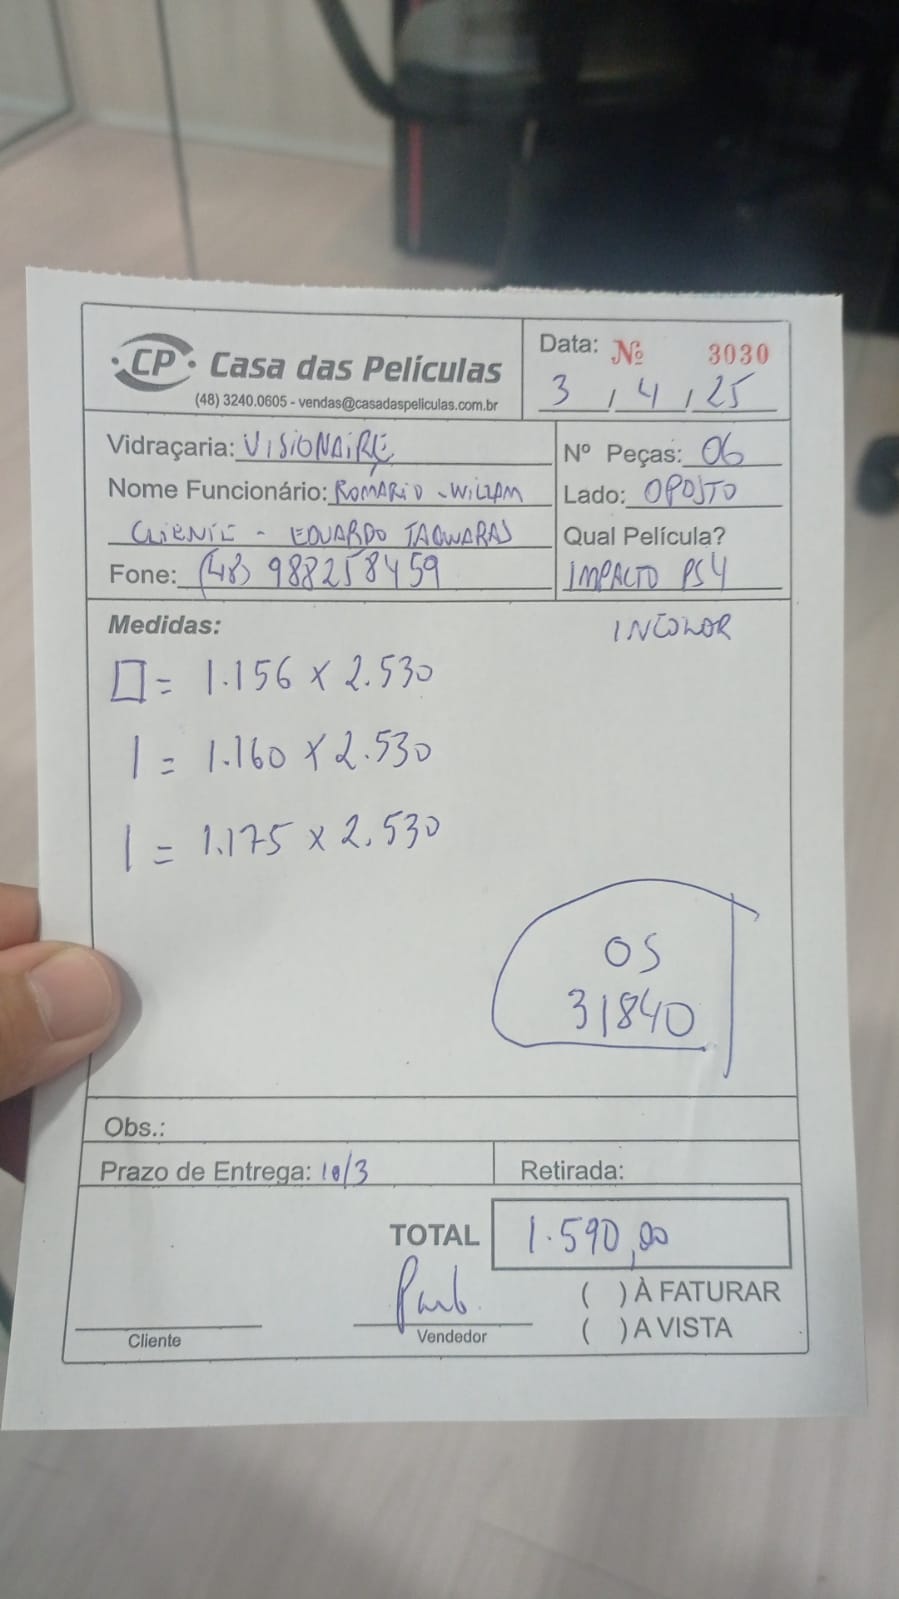 CP Casa das Películas
(48) 3240.0605 - vendas@casadaspeliculas.com.br
Data: Nº 3030
3 / 4 / 25
Vidraçaria: VISIONAIRE
Nº Peças: 06
Nome Funcionário: ROMARIO - WILLAM
Lado: OPOSTO
CLIENTE - EDUARDO TAQUARAS
Qual Película?
Fone: (48) 988258459
IMPACTO PS4
Medidas:
INCOLOR
= 1.156 x 2.530
1 = 1.160 x 2.530
1 = 1.175 x 2.530
OS
31840
Obs.:
Prazo de Entrega: 10/3
Retirada:
TOTAL 1.590,00
( ) À FATURAR
( ) A VISTA
Cliente
Vendedor